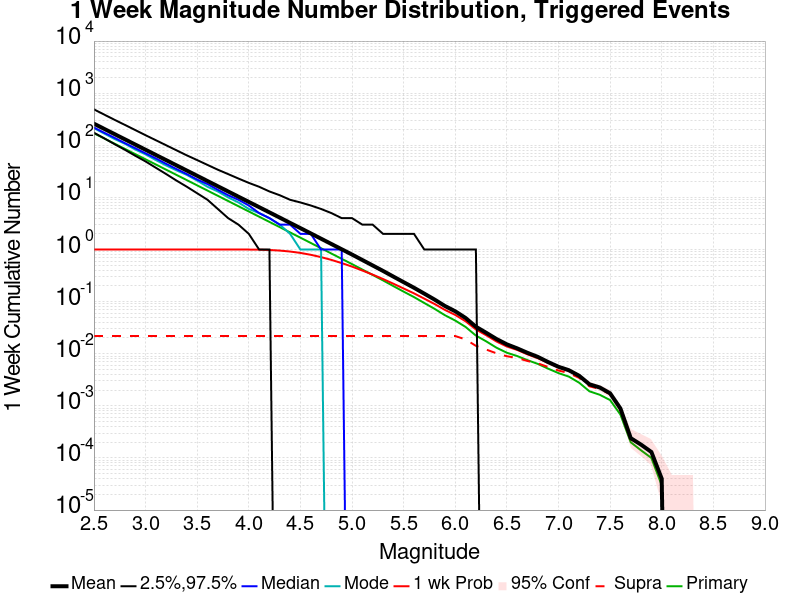 1 Week Magnitude Number Distribution, Triggered Events
1 Week Cumulative Number
10 4
10 3
10 2
10 1
10 0
10 -1
10 -2
10 -3
10 -4
10 -5
2.5 3.0 3.5 4.0 4.5 5.0 5.5 6.0 6.5 7.0 7.5 8.0 8.5 9.0
Magnitude
Mean 2.5%,97.5% Median Mode 1 wk Prob 95% Conf Supra Primary